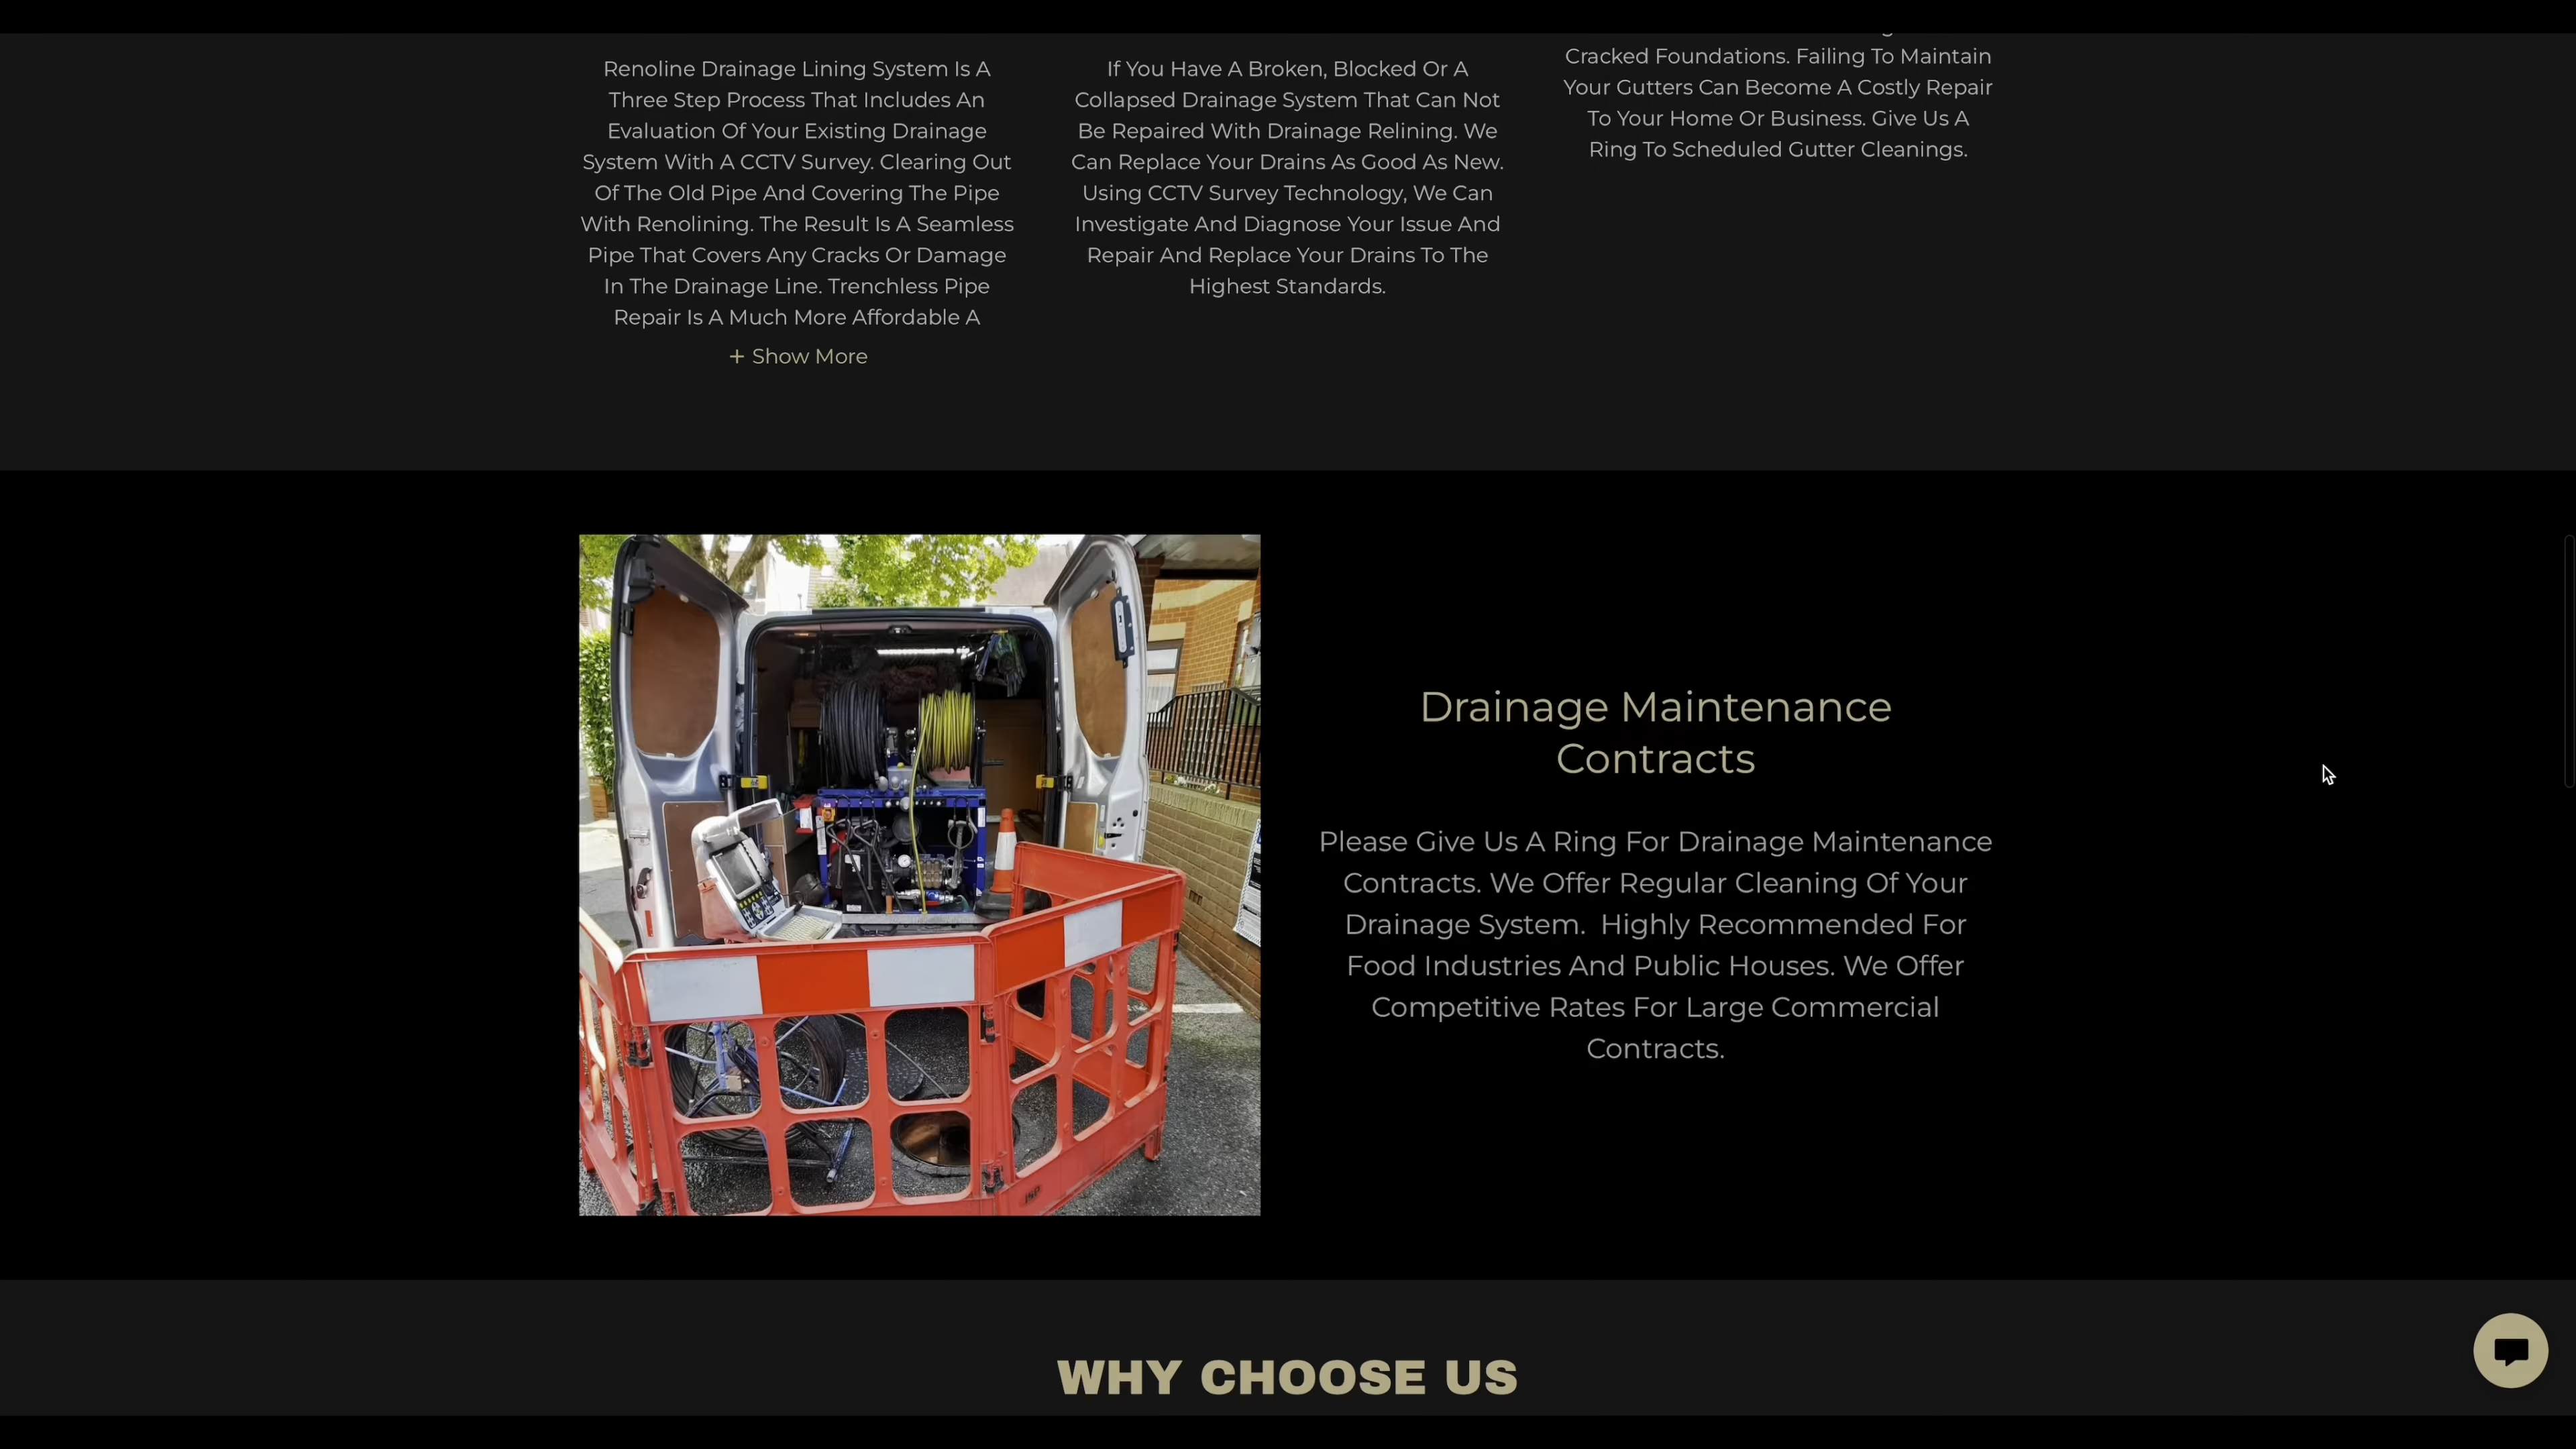 Renoline Drainage Lining System Is A
Three Step Process That Includes An
Evaluation Of Your Existing Drainage
System With A CCTV Survey. Clearing Out
Of The Old Pipe And Covering The Pipe
With Renolining. The Result Is A Seamless
Pipe That Covers Any Cracks Or Damage
In The Drainage Line. Trenchless Pipe
Repair Is A Much More Affordable A
+ Show More
If You Have A Broken, Blocked Or A
Collapsed Drainage System That Can Not
Be Repaired With Drainage Relining. We
Can Replace Your Drains As Good As New.
Using CCTV Survey Technology, We Can
Investigate And Diagnose Your Issue And
Repair And Replace Your Drains To The
Highest Standards.
Cracked Foundations. Failing To Maintain
Your Gutters Can Become A Costly Repair
To Your Home Or Business. Give Us A
Ring To Scheduled Gutter Cleanings.
Drainage Maintenance
Contracts
Please Give Us A Ring For Drainage Maintenance
Contracts. We Offer Regular Cleaning Of Your
Drainage System.  Highly Recommended For
Food Industries And Public Houses. We Offer
Competitive Rates For Large Commercial
Contracts.
WHY CHOOSE US